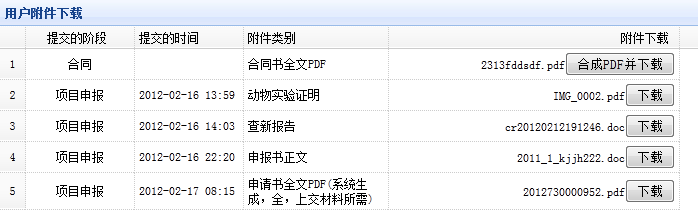 用户附件下载
提交的阶段 提交的时间 附件类别 附件下载
1 合同 合同书全文PDF 2313fddsdf.pdf 合成PDF并下载
2 项目申报 2012-02-16 13:59 动物实验证明 IMG_0002.pdf 下载
3 项目申报 2012-02-16 14:03 查新报告 cr20120212191246.doc 下载
4 项目申报 2012-02-16 22:20 申报书正文 2011_1_kjjh222.doc 下载
5 项目申报 2012-02-17 08:15 申请书全文PDF(系统生
成，全，上交材料所需) 2012730000952.pdf 下载